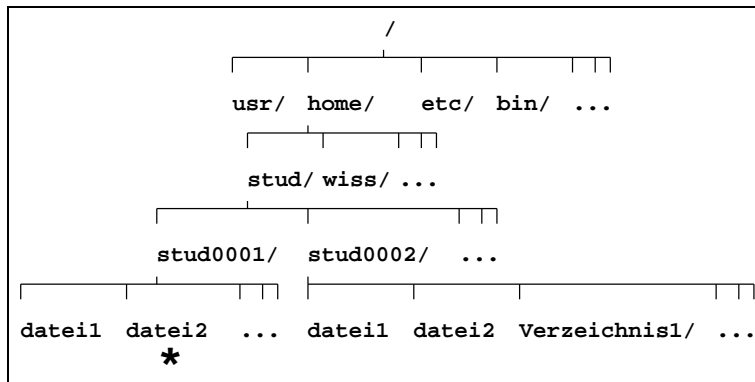 /
usr/ home/ etc/ bin/ ...
stud/ wiss/ ...
stud0001/ stud0002/ ...
datei1 datei2 ... datei1 datei2 Verzeichnis1/ ...
*